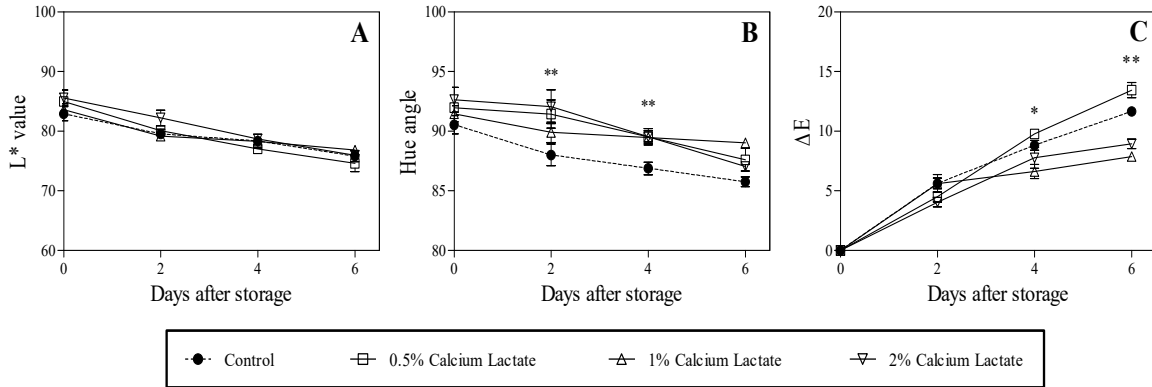 A
100
90
80
70
60
L* value
0 2 4 6
Days after storage
B
100
95
90
85
80
Hue angle
**
**
0 2 4 6
Days after storage
C
20
15
10
5
0
ΔE
*
**
0 2 4 6
Days after storage
Control 0.5% Calcium Lactate 1% Calcium Lactate 2% Calcium Lactate